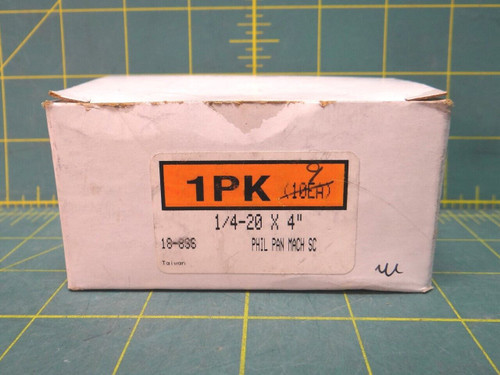 1PK (10EA) 9
1/4-20 X 4"
18-836 PHIL PAN MACH SC
Taiwan